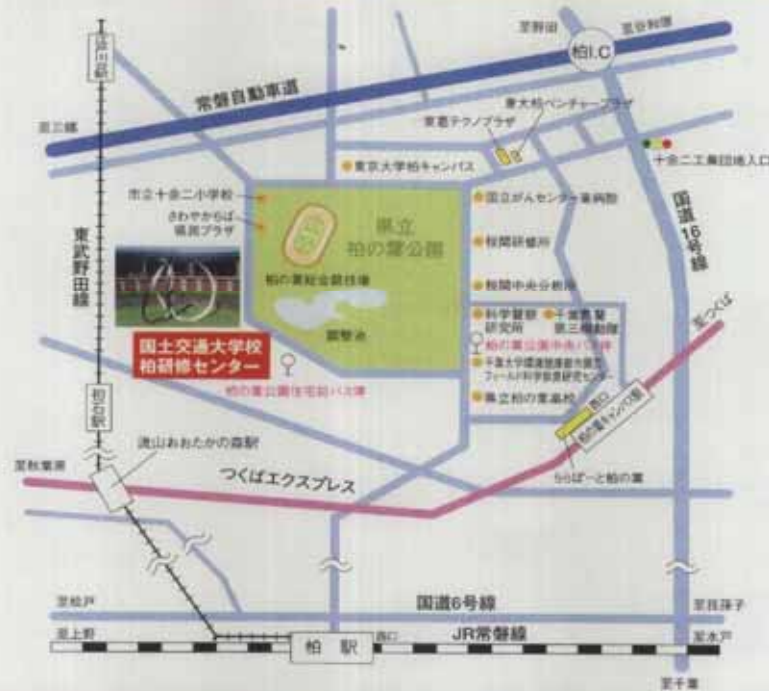 至野田
至谷和原
柏I.C
常磐自動車道
至三郷
東大柏ベンチャープラザ
東葛テクノプラザ
東京大学柏キャンパス
十余二工業団地入口
市立十余二小学校
さわやかちば
県民プラザ
県立
柏の葉公園
国立がんセンター東病院
国道16号線
東武野田線
税関研修所
柏の葉総合競技場
税関中央分析所
調整池
科学警察
研究所
千葉県警
第三機動隊
至つくば
国土交通大学校
柏研修センター
柏の葉公園中央バス停
千葉大学環境健康都市園芸
フィールド科学教育研究センター
柏の葉公園住宅前バス停
県立柏の葉高校
西口
柏の葉キャンパス駅
初石駅
流山おおたかの森駅
ららぽーと柏の葉
至秋葉原
つくばエクスプレス
至松戸
国道6号線
至我孫子
至上野
柏駅
西口
JR常磐線
至水戸
至千葉